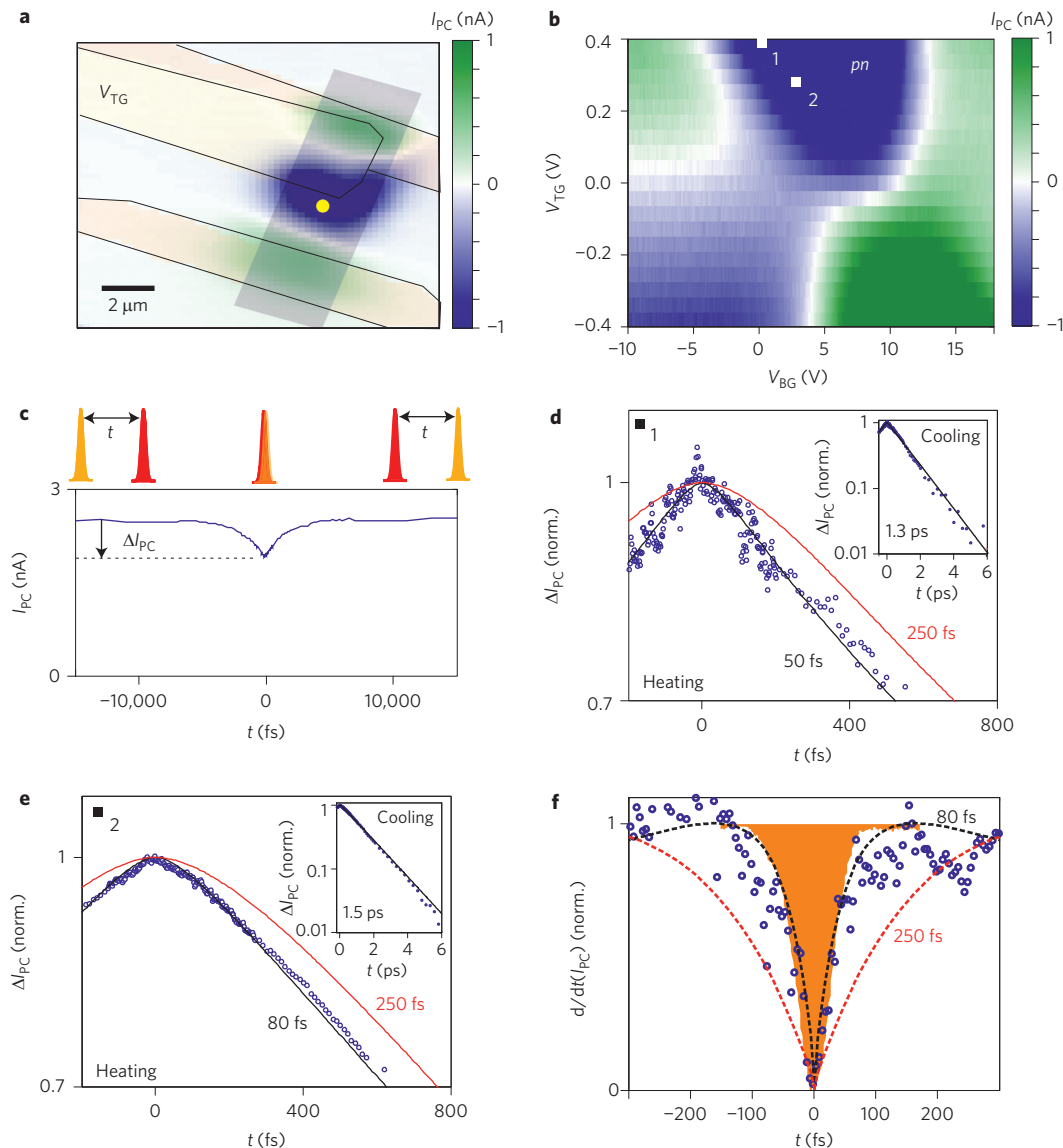 a
I_PC (nA)
V_TG
2 μm
1
0
−1
b
I_PC (nA)
pn
1
2
V_TG (V)
0.4
0.2
0.0
−0.2
−0.4
−10
−5
0
5
10
15
V_BG (V)
1
0
−1
c
t
t
3
ΔI_PC
I_PC (nA)
0
−10,000
0
10,000
t (fs)
d
1
ΔI_PC (norm.)
1
0.7
250 fs
50 fs
Heating
0
400
800
t (fs)
ΔI_PC (norm.)
1
0.1
0.01
Cooling
1.3 ps
0
2
4
6
t (ps)
e
2
ΔI_PC (norm.)
1
0.7
250 fs
80 fs
Heating
0
400
800
t (fs)
ΔI_PC (norm.)
1
0.1
0.01
Cooling
1.5 ps
0
2
4
6
t (ps)
f
d/dt(I_PC) (norm.)
1
0
80 fs
250 fs
−200
−100
0
100
200
t (fs)